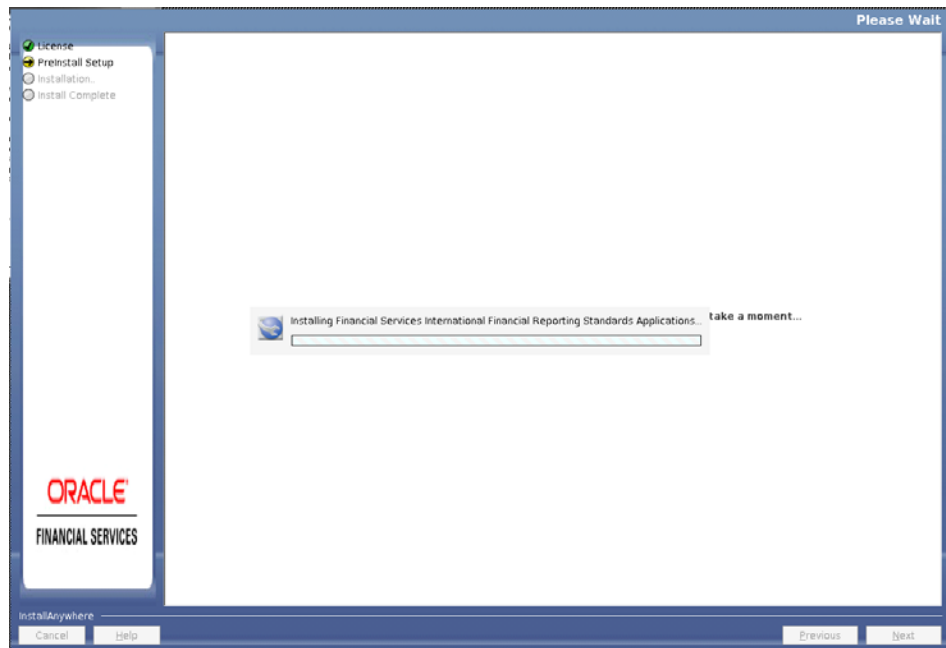 Please Wait
License
PreInstall Setup
Installation..
Install Complete
Installing Financial Services International Financial Reporting Standards Applications...
take a moment...
ORACLE
FINANCIAL SERVICES
InstallAnywhere
Cancel
Help
Previous
Next